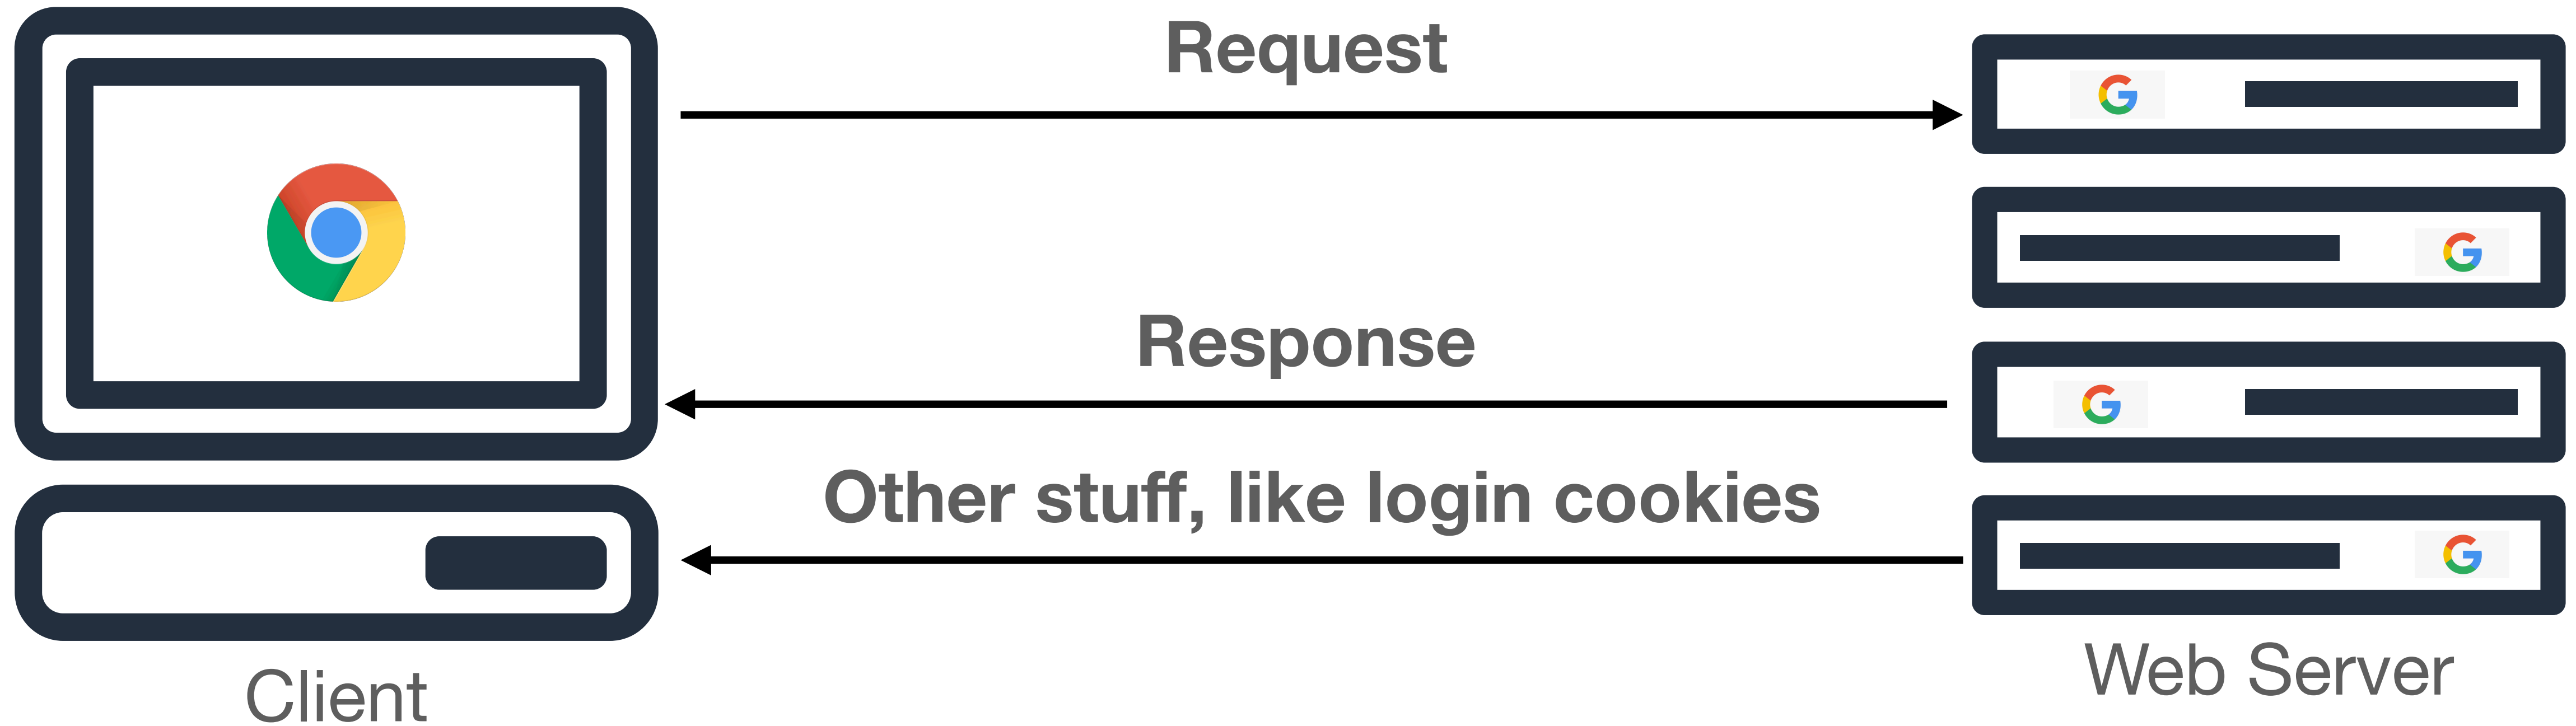 Request
Response
Other stuff, like login cookies
Client
Web Server